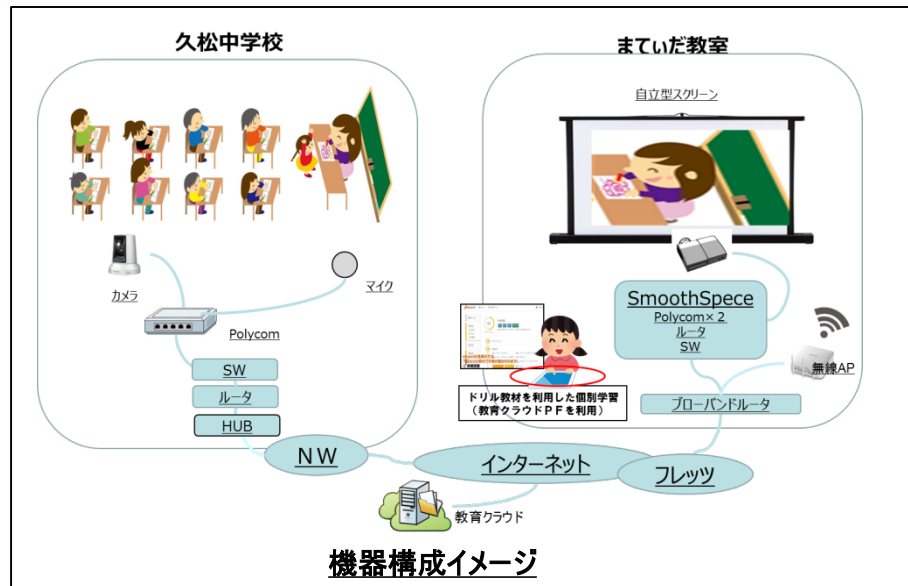 久松中学校
カメラ
マイク
Polycom
SW
ルータ
HUB
NW
まてぃだ教室
自立型スクリーン
SmoothSpece
Polycom×2
ルータ
SW
無線AP
ドリル教材を利用した個別学習
(教育クラウドPFを利用)
ブローバンドルータ
インターネット
フレッツ
教育クラウド
機器構成イメージ